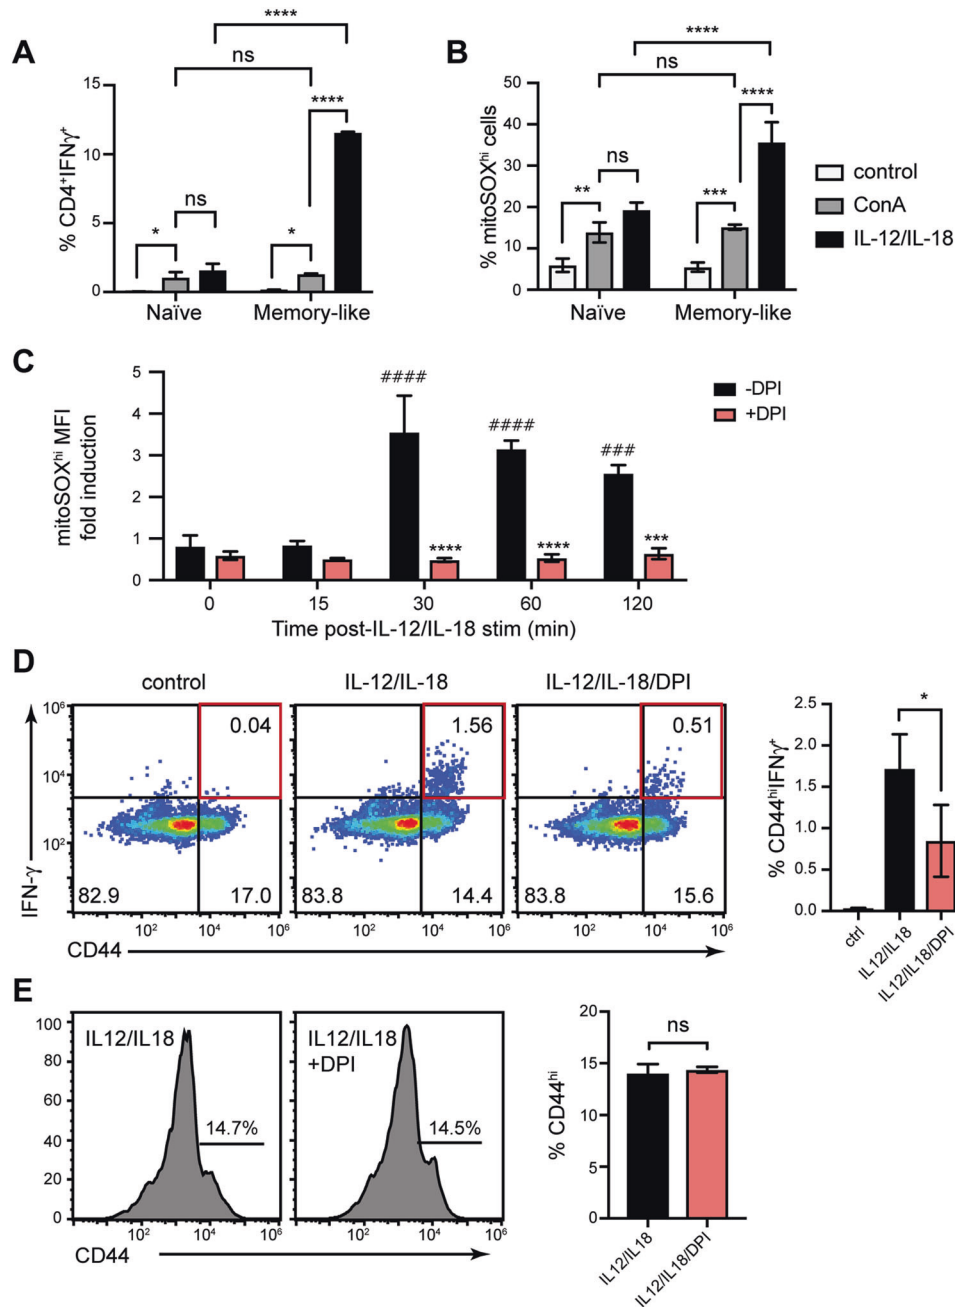 A
****
ns
****
15
10
5
0
% CD4⁺IFNγ⁺
*
ns
*
Naïve
Memory-like
B
****
ns
****
50
40
30
20
10
0
% mitoSOXʰⁱ cells
**
ns
***
Naïve
Memory-like
control
ConA
IL-12/IL-18
C
5
4
3
2
1
0
mitoSOXʰⁱ MFI
fold induction
####
####
###
****
****
***
-DPI
+DPI
0 15 30 60 120
Time post-IL-12/IL-18 stim (min)
D
control
IL-12/IL-18
IL-12/IL-18/DPI
10⁶
10⁴
10²
IFN-γ
0.04
82.9
17.0
1.56
83.8
14.4
0.51
83.8
15.6
10² 10⁴ 10⁶
10² 10⁴ 10⁶
10² 10⁴ 10⁶
CD44
*
2.5
2.0
1.5
1.0
0.5
0.0
% CD44ʰⁱIFNγ⁺
ctrl
IL12/IL18
IL12/IL18/DPI
E
100
80
60
40
20
0
IL12/IL18
14.7%
IL12/IL18
+DPI
14.5%
10² 10⁴ 10⁶
10² 10⁴ 10⁶
CD44
20
15
10
5
0
% CD44ʰⁱ
ns
IL12/IL18
IL12/IL18/DPI